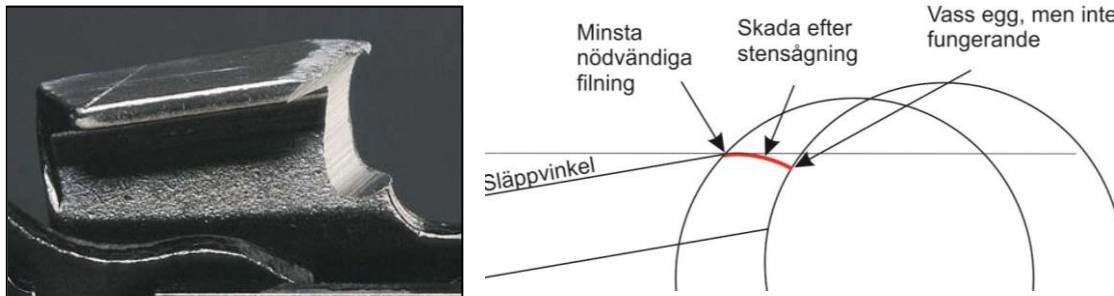 Minsta
nödvändiga
filning
Skada efter
stensågning
Vass egg, men inte
fungerande
Släppvinkel